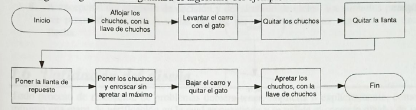 Inicio
Aflojar los
chuchos, con la
llave de chuchos
Levantar el carro
con el gato
Quitar los chuchos
Quitar la llanta
Poner la llanta de
repuesto
Poner los chuchos
y enroscar sin
apretar al máximo
Bajar el carro y
quitar el gato
Apretar los
chuchos, con la
llave de chuchos
Fin